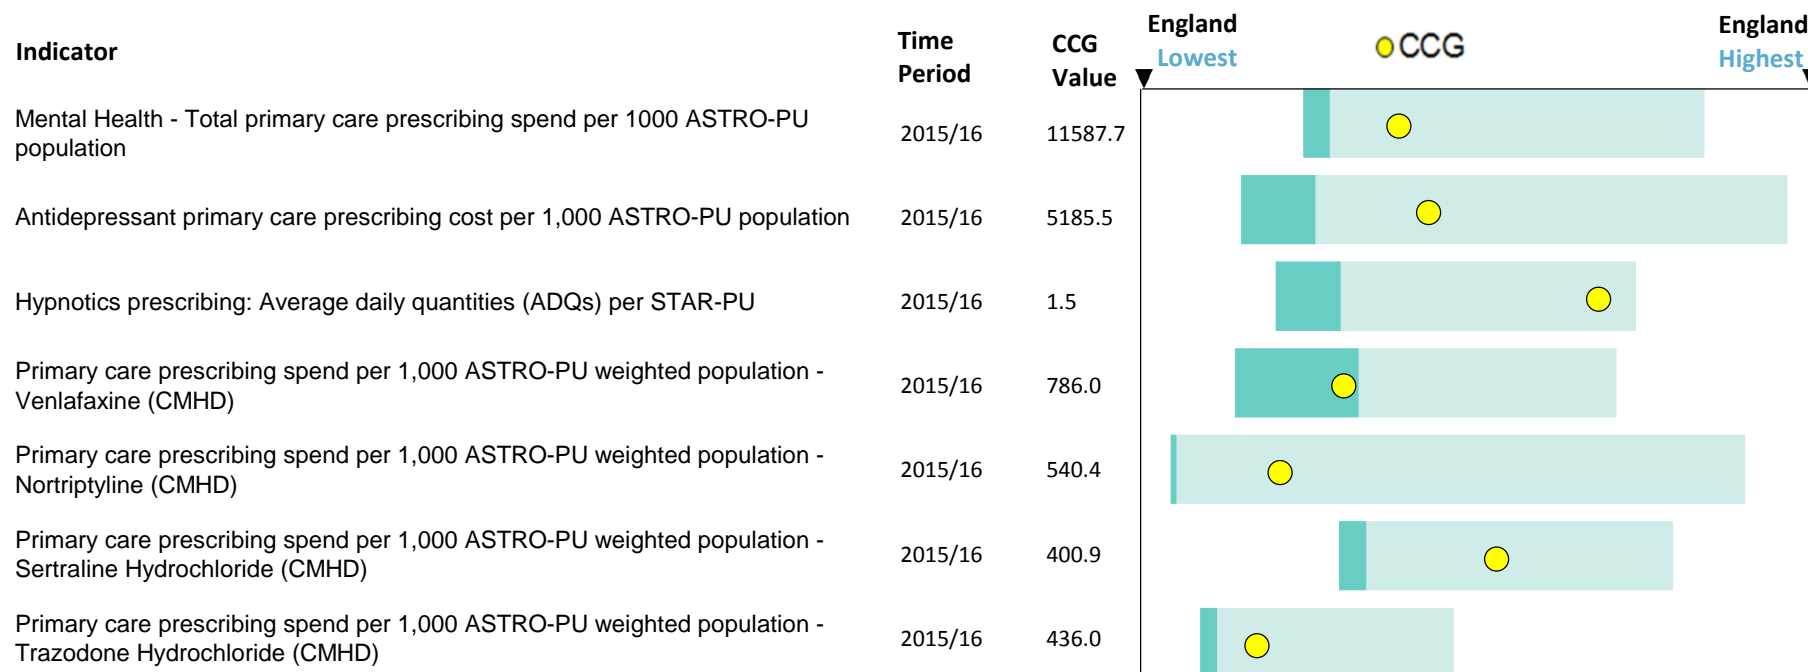 Indicator
Time
Period
CCG
Value
England
Lowest
CCG
England
Highest
Mental Health - Total primary care prescribing spend per 1000 ASTRO-PU
population
2015/16
11587.7
Antidepressant primary care prescribing cost per 1,000 ASTRO-PU population
2015/16
5185.5
Hypnotics prescribing: Average daily quantities (ADQs) per STAR-PU
2015/16
1.5
Primary care prescribing spend per 1,000 ASTRO-PU weighted population -
Venlafaxine (CMHD)
2015/16
786.0
Primary care prescribing spend per 1,000 ASTRO-PU weighted population -
Nortriptyline (CMHD)
2015/16
540.4
Primary care prescribing spend per 1,000 ASTRO-PU weighted population -
Sertraline Hydrochloride (CMHD)
2015/16
400.9
Primary care prescribing spend per 1,000 ASTRO-PU weighted population -
Trazodone Hydrochloride (CMHD)
2015/16
436.0